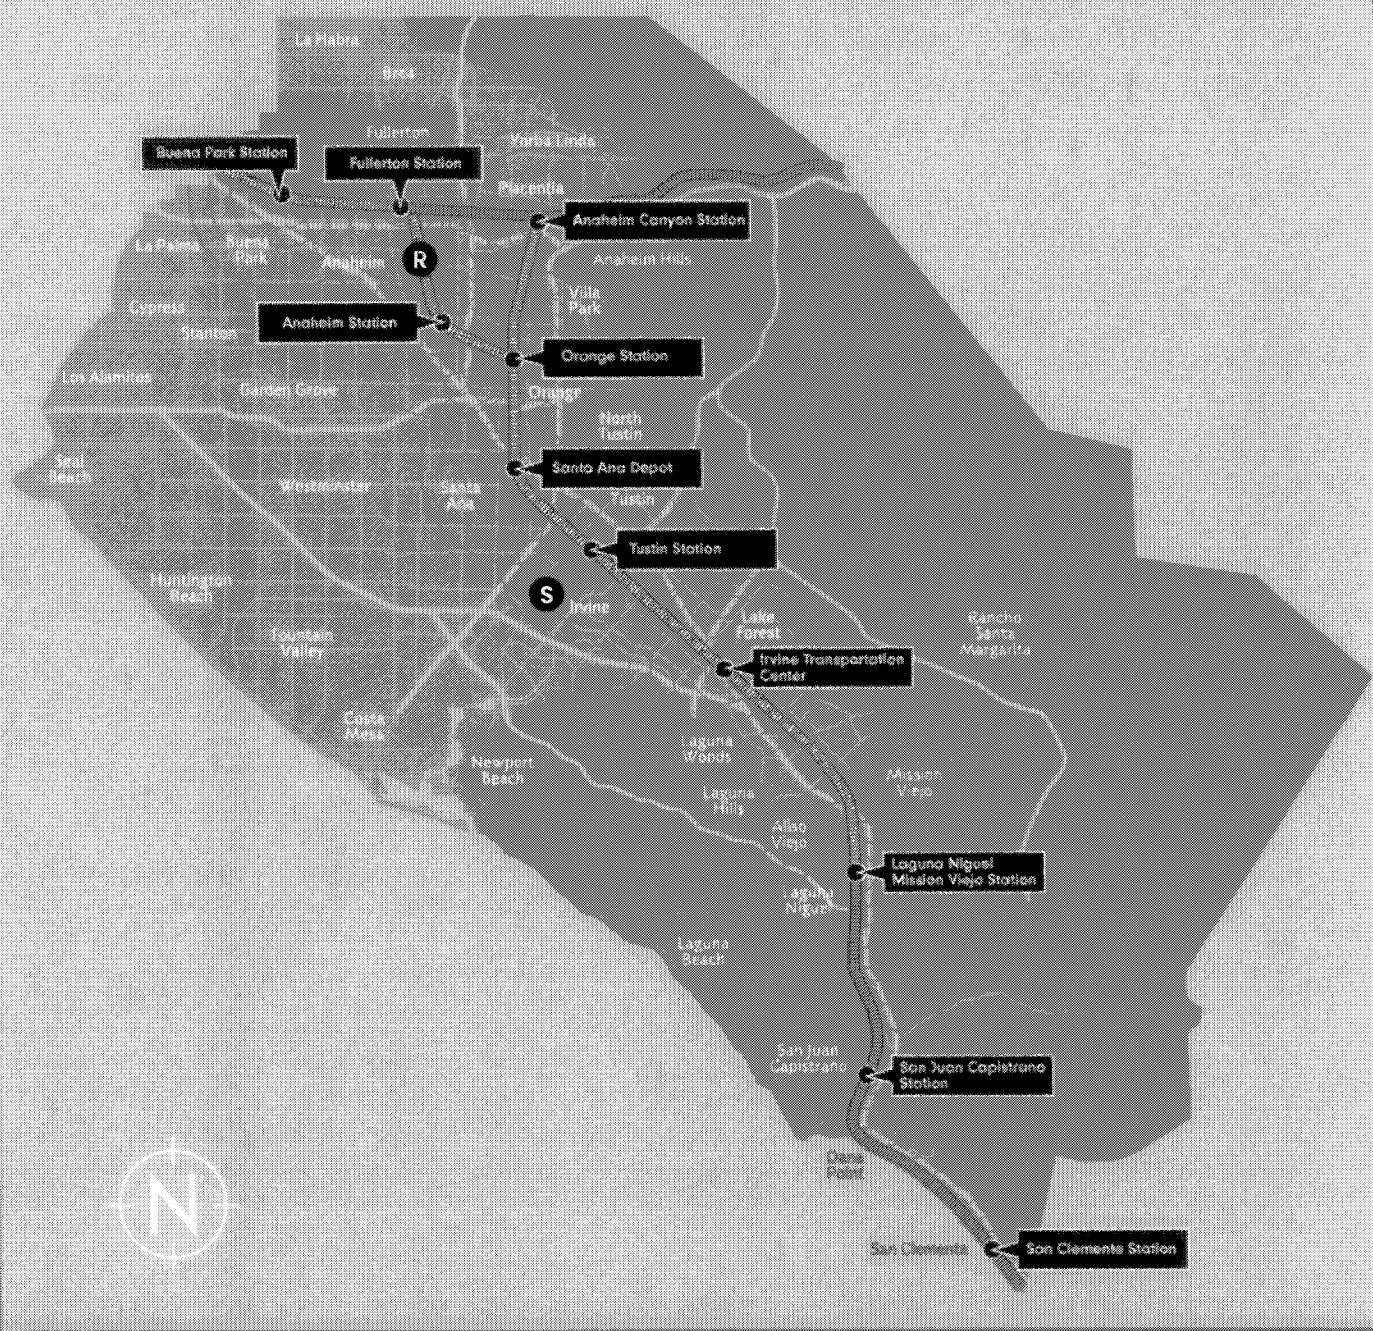 La Habra
Brea
Fullerton
Yorba Linda
Buena Park Station
Fullerton Station
Placentia
Anaheim Canyon Station
La Palma
Buena
Park
Anaheim
R
Anaheim Hills
Cypress
Villa
Park
Stanton
Anaheim Station
Orange Station
Los Alamitos
Garden Grove
Orange
North
Tustin
Seal
Beach
Santa Ana Depot
Westminster
Santa
Ana
Tustin
Tustin Station
Huntington
Beach
S
Irvine
Lake
Forest
Rancho
Santa
Margarita
Fountain
Valley
Irvine Transportation
Center
Costa
Mesa
Laguna
Woods
Newport
Beach
Mission
Viejo
Laguna
Hills
Aliso
Viejo
Laguna Niguel
Mission Viejo Station
Laguna
Niguel
Laguna
Beach
San Juan
Capistrano
San Juan Capistrano
Station
Dana
Point
N
San Clemente
San Clemente Station